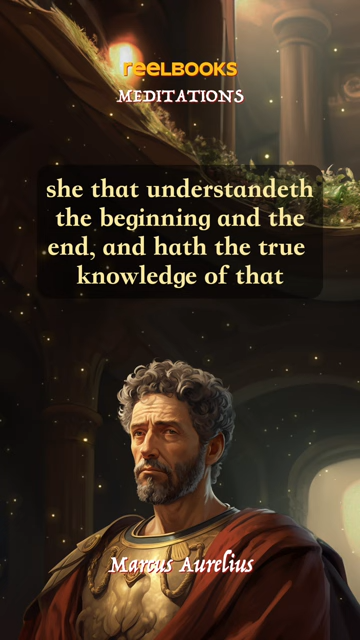 reelBOOKS
MEDITATIONS
she that understandeth
the beginning and the
end, and hath the true
knowledge of that
Marcus Aurelius